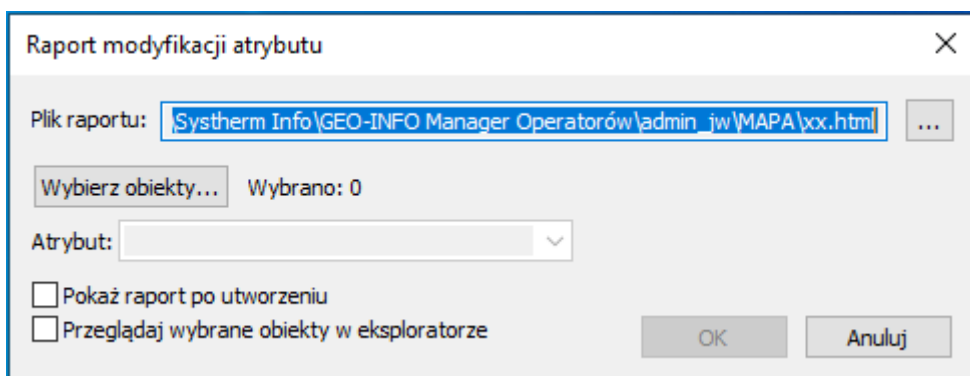 Raport modyfikacji atrybutu
Plik raportu: \Systherm Info\GEO-INFO Manager Operatorów\admin_jw\MAPA\xx.html ...
Wybierz obiekty... Wybrano: 0
Atrybut:
Pokaż raport po utworzeniu
Przeglądaj wybrane obiekty w eksploratorze
OK Anuluj